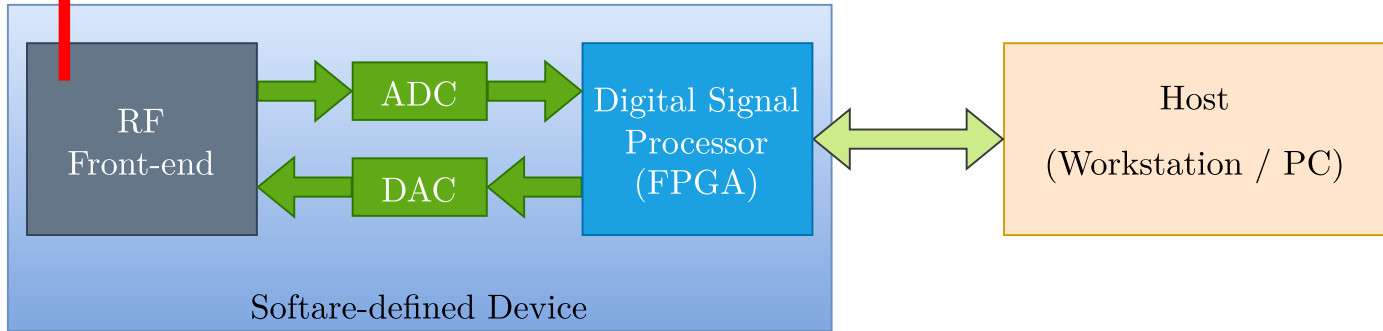 RF
Front-end
ADC
DAC
Digital Signal
Processor
(FPGA)
Host
(Workstation / PC)
Softare-defined Device